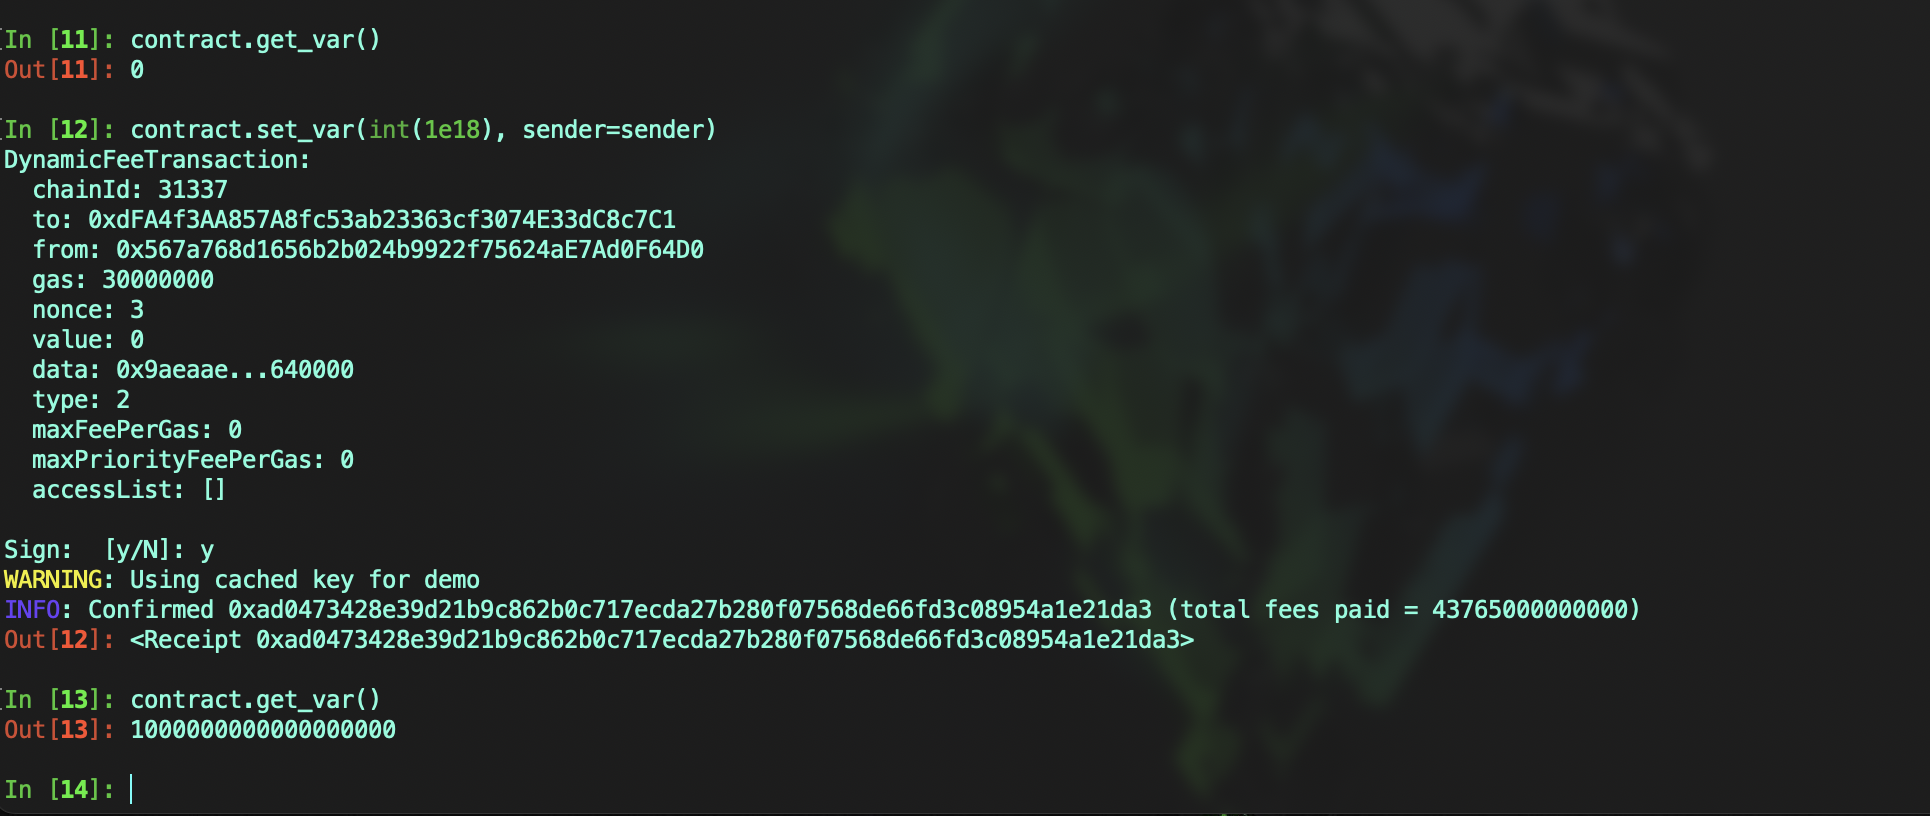 [In [11]: contract.get_var()
Out[11]: 0
[In [12]: contract.set_var(int(1e18), sender=sender)
DynamicFeeTransaction:
  chainId: 31337
  to: 0xdFA4f3AA857A8fc53ab23363cf3074E33dC8c7C1
  from: 0x567a768d1656b2b024b9922f75624aE7Ad0F64D0
  gas: 30000000
  nonce: 3
  value: 0
  data: 0x9aeaae...640000
  type: 2
  maxFeePerGas: 0
  maxPriorityFeePerGas: 0
  accessList: []
Sign:  [y/N]: y
WARNING: Using cached key for demo
INFO: Confirmed 0xad0473428e39d21b9c862b0c717ecda27b280f07568de66fd3c08954a1e21da3 (total fees paid = 43765000000000)
Out[12]: <Receipt 0xad0473428e39d21b9c862b0c717ecda27b280f07568de66fd3c08954a1e21da3>
[In [13]: contract.get_var()
Out[13]: 1000000000000000000
In [14]: